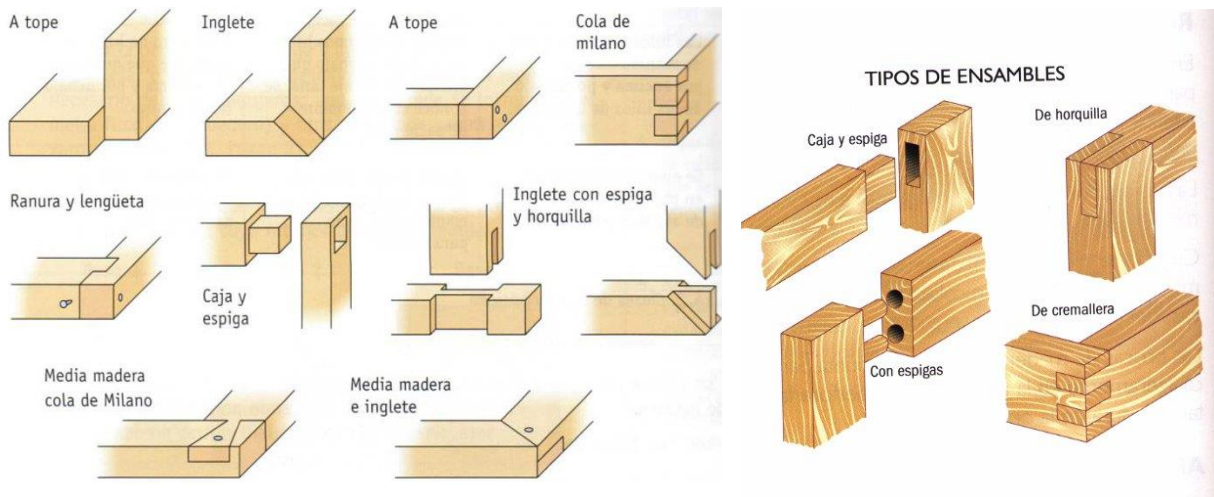 A tope
Inglete
A tope
Cola de
milano
Ranura y lengüeta
Caja y
espiga
Inglete con espiga
y horquilla
Media madera
cola de Milano
Media madera
e inglete
TIPOS DE ENSAMBLES
Caja y espiga
De horquilla
Con espigas
De cremallera